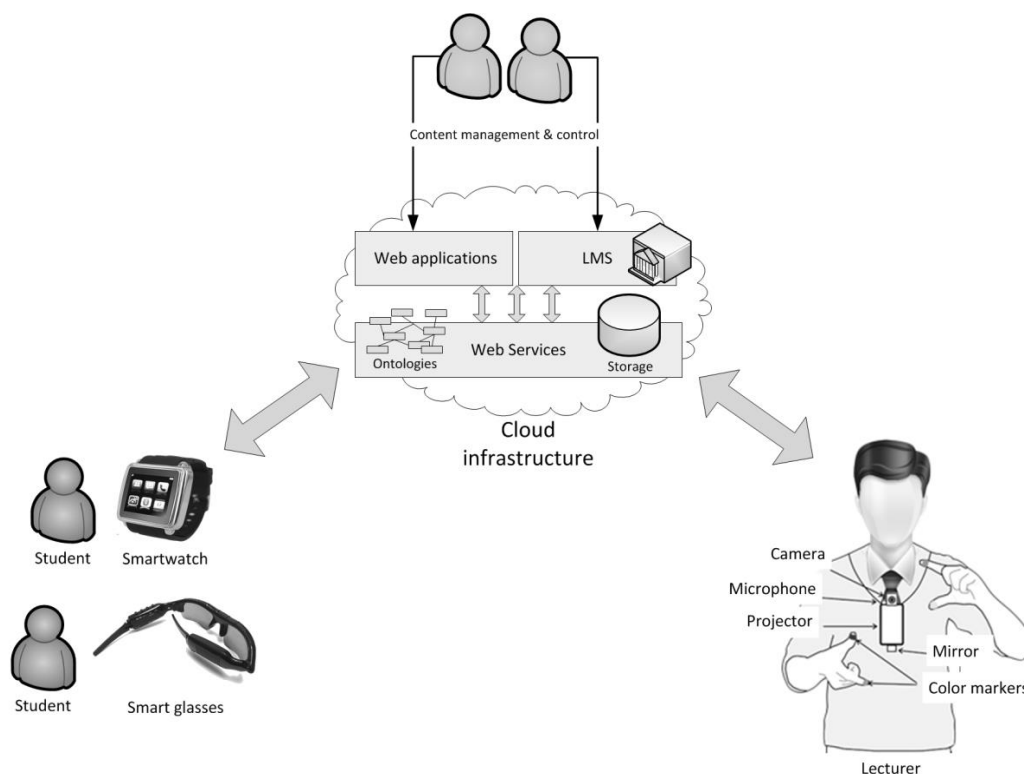 Content management & control
Web applications
LMS
Ontologies
Web Services
Storage
Cloud
infrastructure
Student
Smartwatch
Student
Smart glasses
Camera
Microphone
Projector
Mirror
Color markers
Lecturer